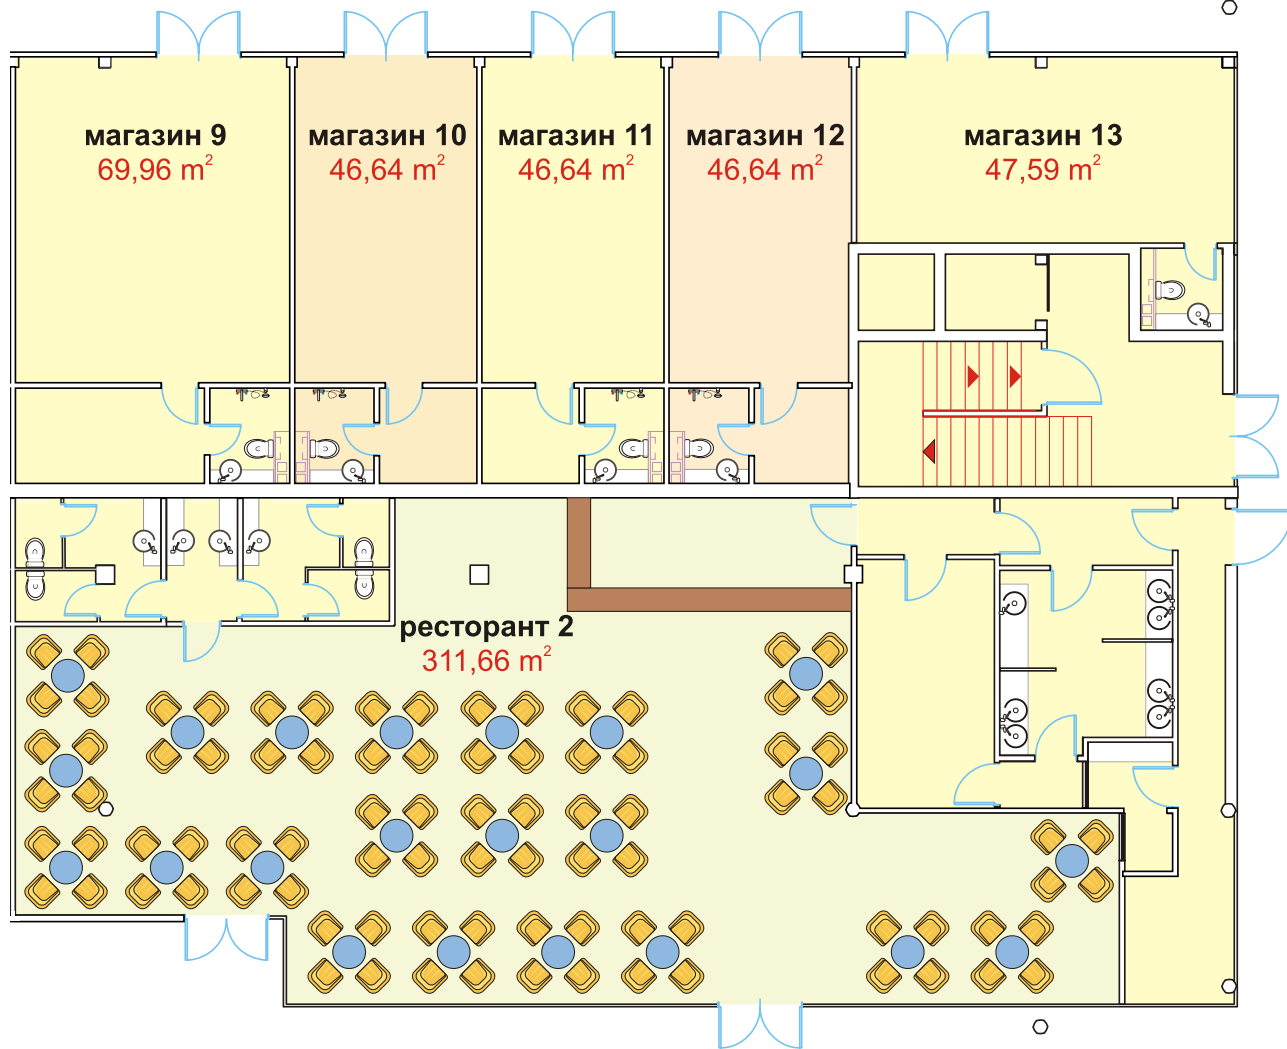 магазин 9
69,96 m²
магазин 10
46,64 m²
магазин 11
46,64 m²
магазин 12
46,64 m²
магазин 13
47,59 m²
ресторант 2
311,66 m²